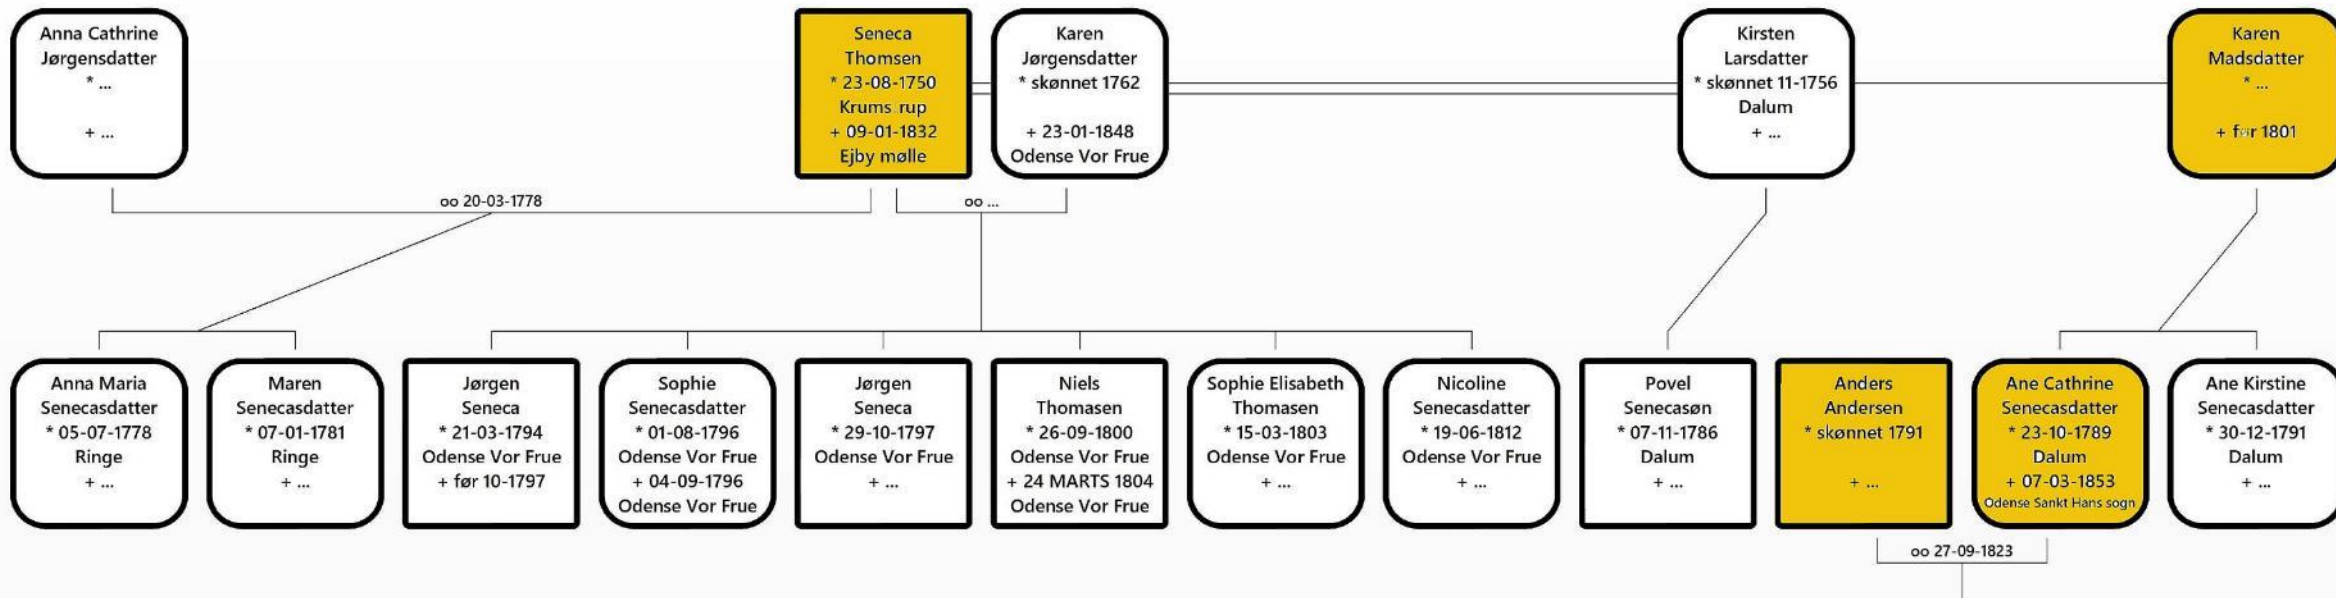 Anna Cathrine
Jørgensdatter
* ...
+ ...
Seneca
Thomsen
* 23-08-1750
Krums rup
+ 09-01-1832
Ejby mølle
Karen
Jørgensdatter
* skønnet 1762
+ 23-01-1848
Odense Vor Frue
Kirsten
Larsdatter
* skønnet 11-1756
Dalum
+ ...
Karen
Madsdatter
* ...
+ før 1801
oo 20-03-1778
oo ...
Anna Maria
Senecasdatter
* 05-07-1778
Ringe
+ ...
Maren
Senecasdatter
* 07-01-1781
Ringe
+ ...
Jørgen
Seneca
* 21-03-1794
Odense Vor Frue
+ før 10-1797
Sophie
Senecasdatter
* 01-08-1796
Odense Vor Frue
+ 04-09-1796
Odense Vor Frue
Jørgen
Seneca
* 29-10-1797
Odense Vor Frue
+ ...
Niels
Thomasen
* 26-09-1800
Odense Vor Frue
+ 24 MARTS 1804
Odense Vor Frue
Sophie Elisabeth
Thomasen
* 15-03-1803
Odense Vor Frue
+ ...
Nicoline
Senecasdatter
* 19-06-1812
Odense Vor Frue
+ ...
Povel
Senecasøn
* 07-11-1786
Dalum
+ ...
Anders
Andersen
* skønnet 1791
+ ...
Ane Cathrine
Senecasdatter
* 23-10-1789
Dalum
+ 07-03-1853
Odense Sankt Hans sogn
Ane Kirstine
Senecasdatter
* 30-12-1791
Dalum
+ ...
oo 27-09-1823